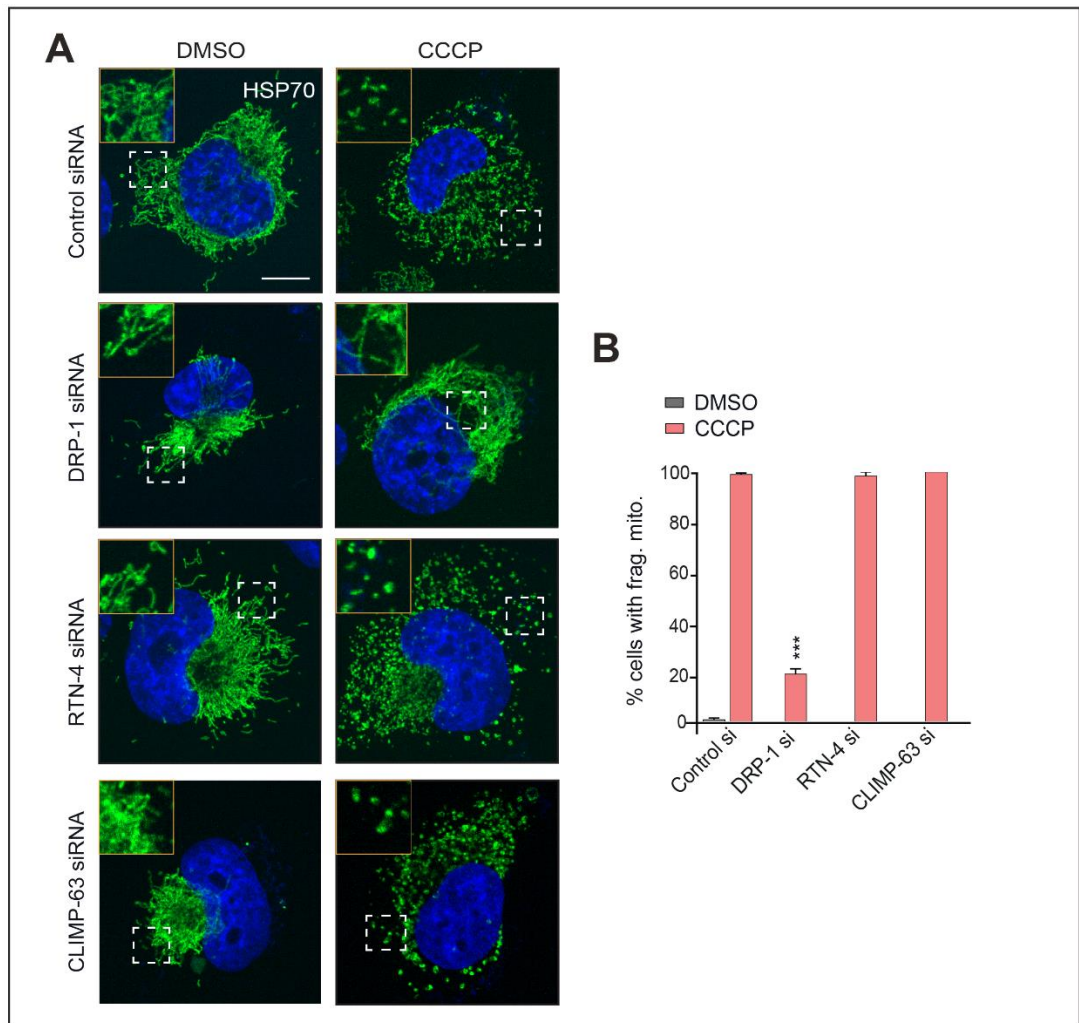 A
DMSO
CCCP
HSP70
Control siRNA
DRP-1 siRNA
RTN-4 siRNA
CLIMP-63 siRNA
B
DMSO
CCCP
% cells with frag. mito.
100
80
60
40
20
0
***
Control si
DRP-1 si
RTN-4 si
CLIMP-63 si